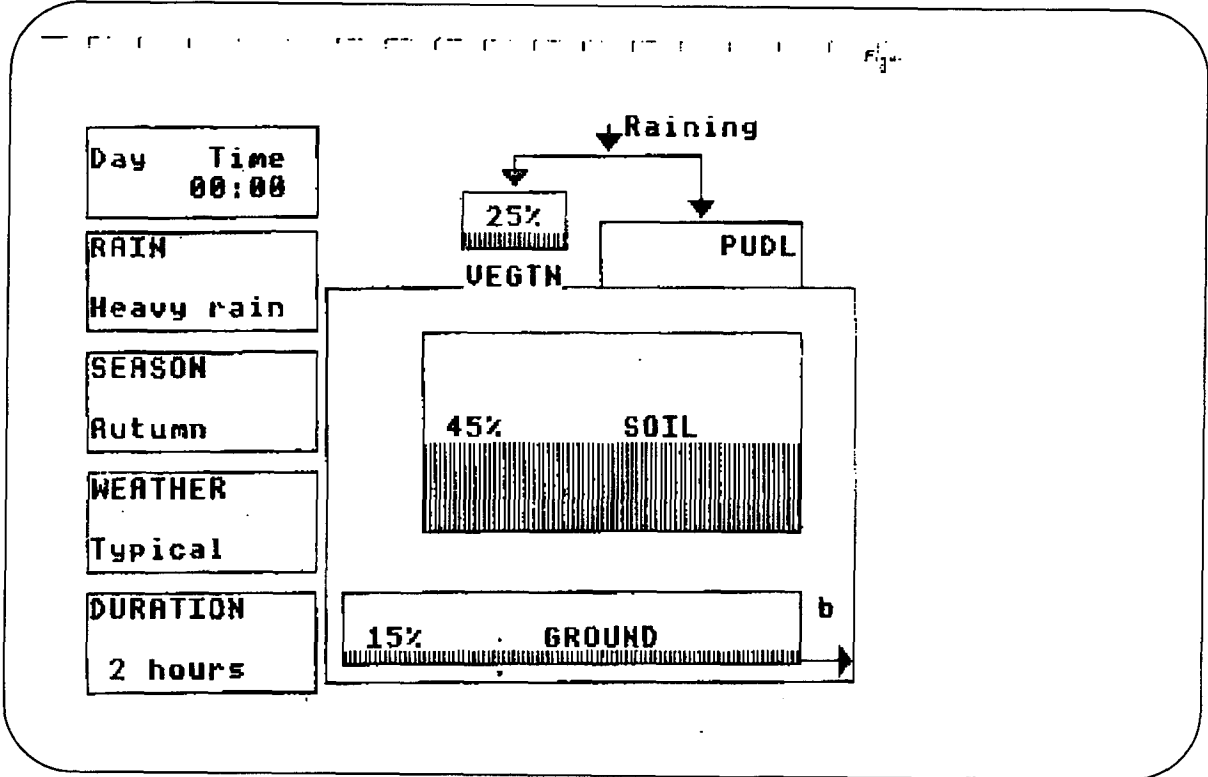 Day Time
00:00
RAIN
Heavy rain
SEASON
Autumn
WEATHER
Typical
DURATION
2 hours
Raining
25%
VEGTN
PUDL
45% SOIL
15% GROUND
b